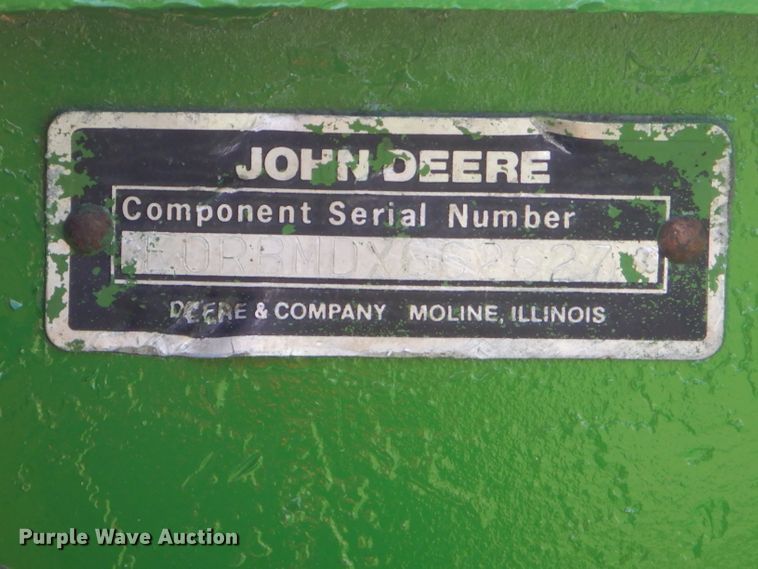 JOHN DEERE
Component Serial Number
DEERE & COMPANY MOLINE, ILLINOIS
Purple Wave Auction